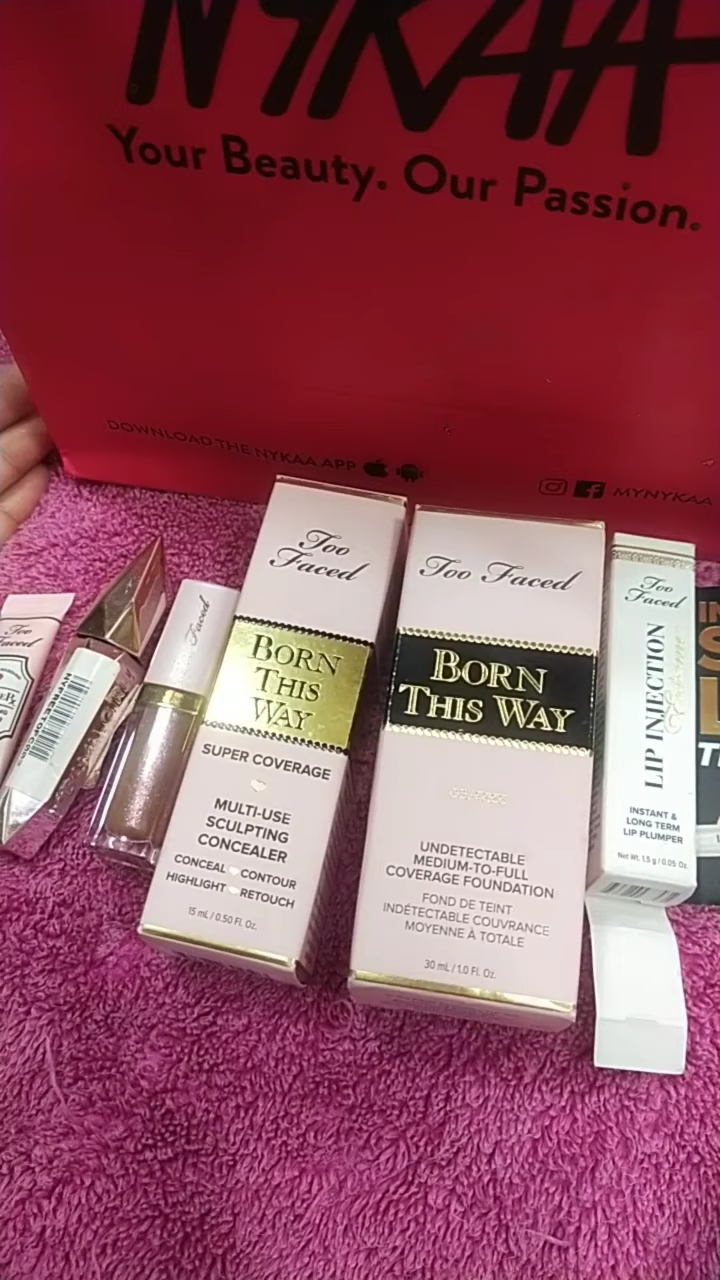 NYKAA
Your Beauty. Our Passion.
DOWNLOAD THE NYKAA APP
MYNYKAA
Too
Faced
Too
Faced
BORN
THIS
WAY
SUPER COVERAGE
MULTI-USE
SCULPTING
CONCEALER
CONCEAL CONTOUR
HIGHLIGHT RETOUCH
15 mL / 0.50 Fl. Oz.
Too Faced
BORN
THIS WAY
UNDETECTABLE
MEDIUM-TO-FULL
COVERAGE FOUNDATION
FOND DE TEINT
INDÉTECTABLE COUVRANCE
MOYENNE À TOTALE
30 mL / 1.0 Fl. Oz.
Too
Faced
LIP INJECTION
Extreme
INSTANT &
LONG TERM
LIP PLUMPER
Net Wt. 1.5 g / 0.05 Oz.
Faced